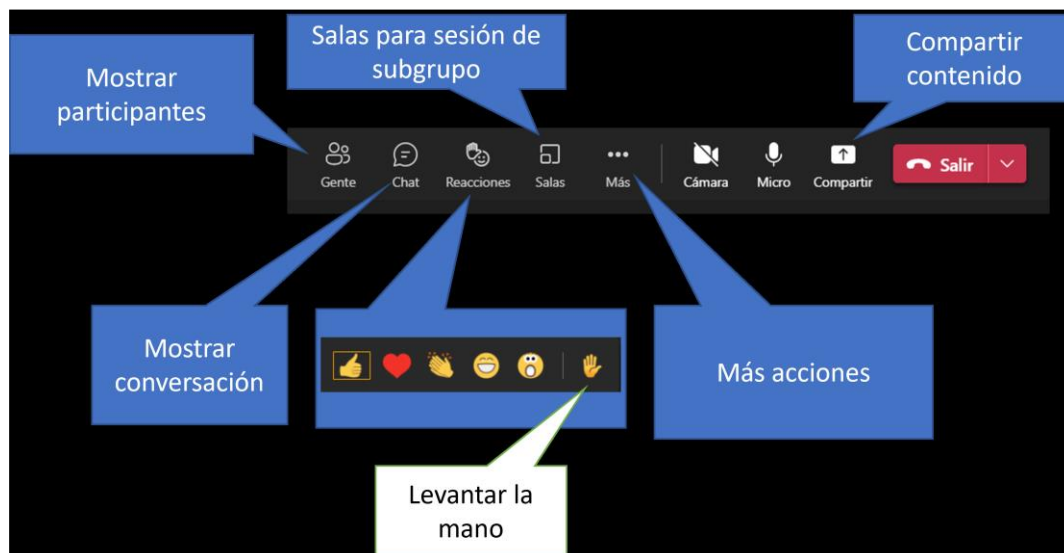 Mostrar
participantes
Salas para sesión de
subgrupo
Compartir
contenido
Gente
Chat
Reacciones
Salas
Más
Cámara
Micro
Compartir
Salir
Mostrar
conversación
Más acciones
Levantar la
mano